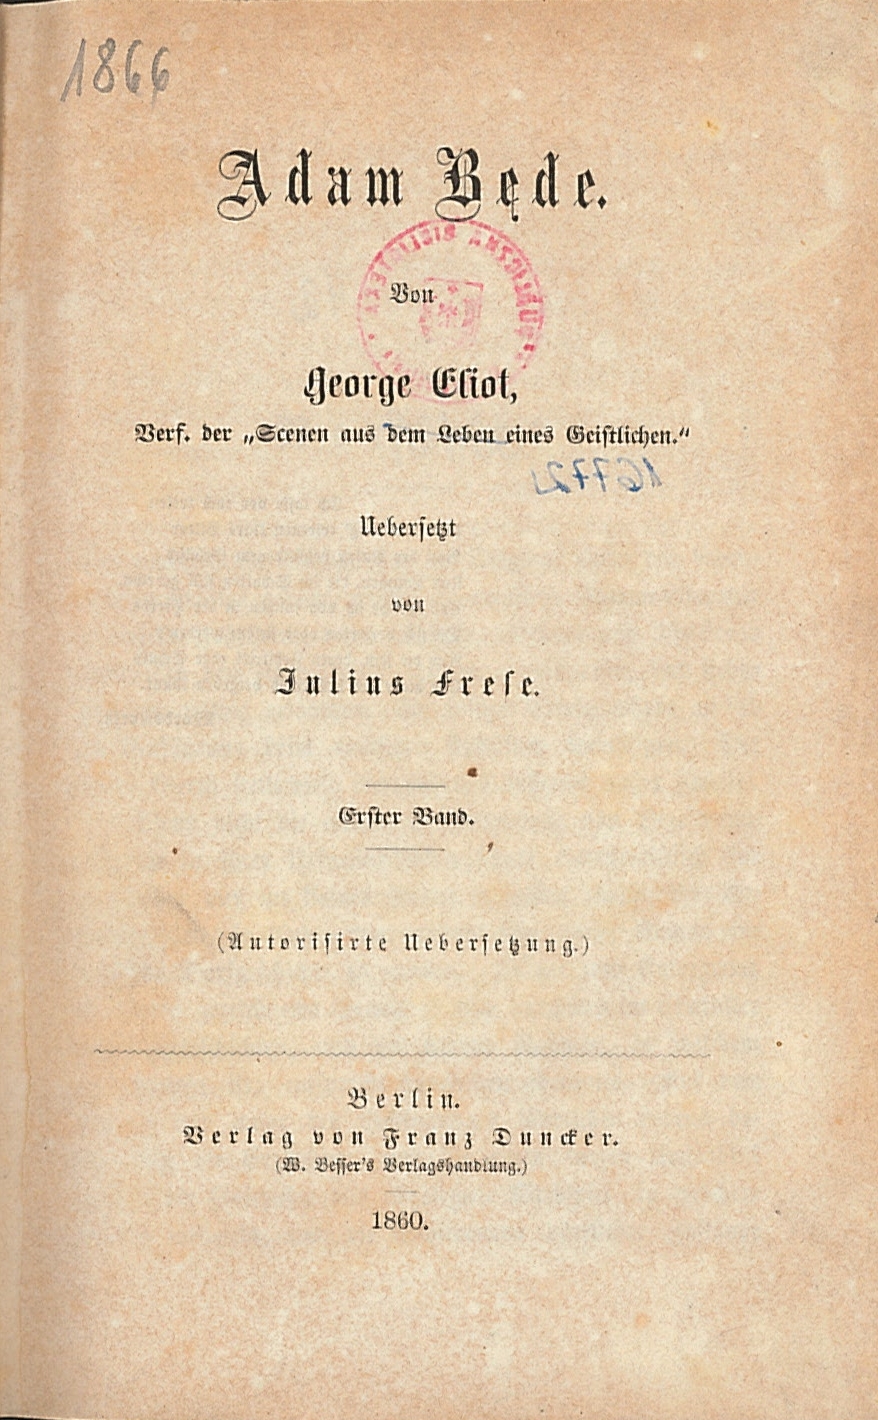 1866
Adam Bede.
Von
George Eliot,
Verf. der „Scenen aus dem Leben eines Geistlichen.“
16772
Uebersetzt
von
Julius Frese.
Erster Band.
(Autorisirte Uebersetzung.)
Berlin.
Verlag von Franz Duncker.
(W. Besser's Verlagshandlung.)
1860.